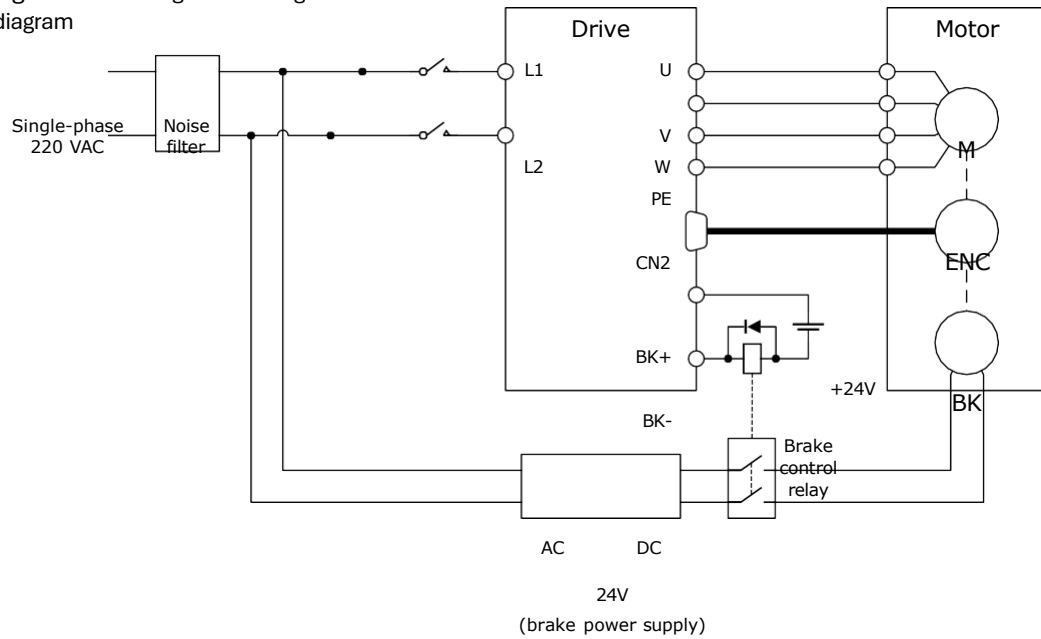 diagram
Drive
Motor
L1
U
Single-phase
220 VAC
Noise
filter
V
M
L2
W
PE
CN2
ENC
BK+
+24V
BK
BK-
Brake
control
relay
AC
DC
24V
(brake power supply)